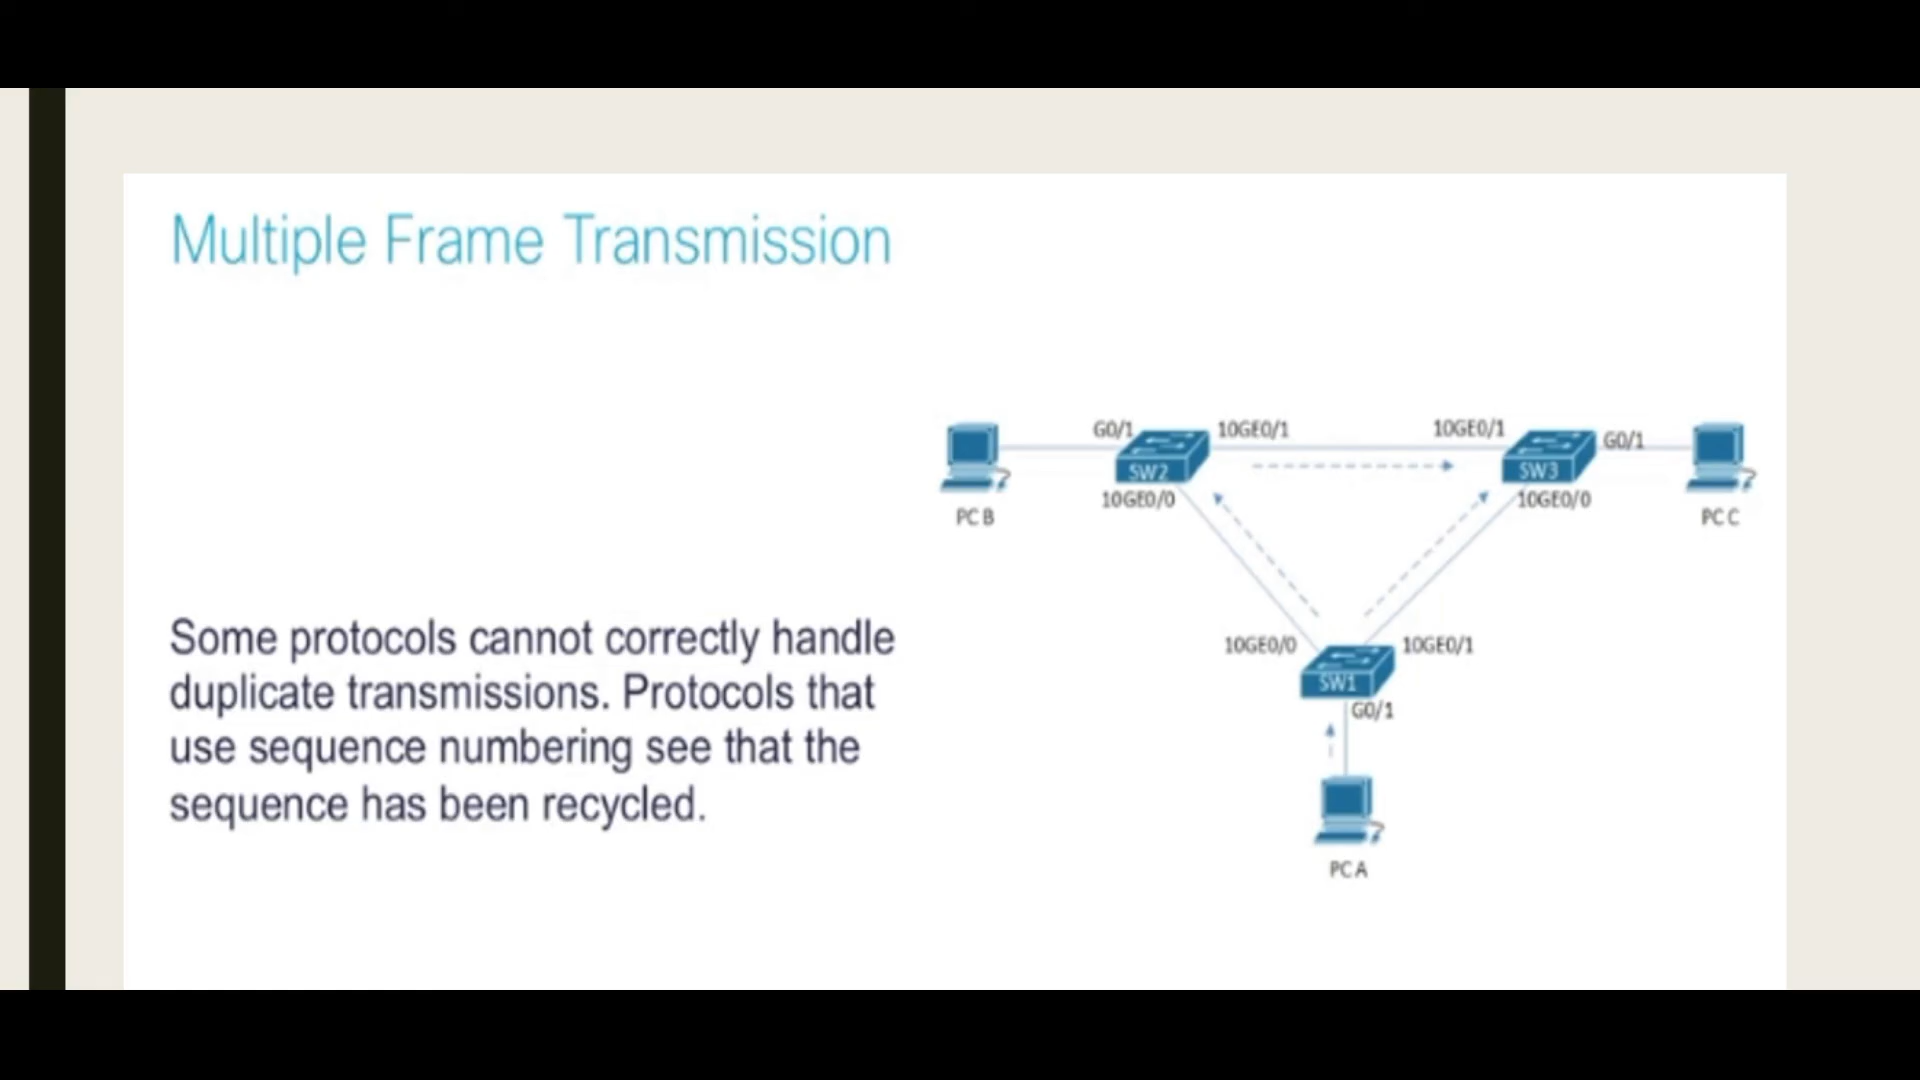 Multiple Frame Transmission
Some protocols cannot correctly handle
duplicate transmissions. Protocols that
use sequence numbering see that the
sequence has been recycled.
G0/1
10GE0/1
10GE0/1
G0/1
SW2
SW3
10GE0/0
10GE0/0
PC B
PC C
10GE0/0
10GE0/1
SW1
G0/1
PC A